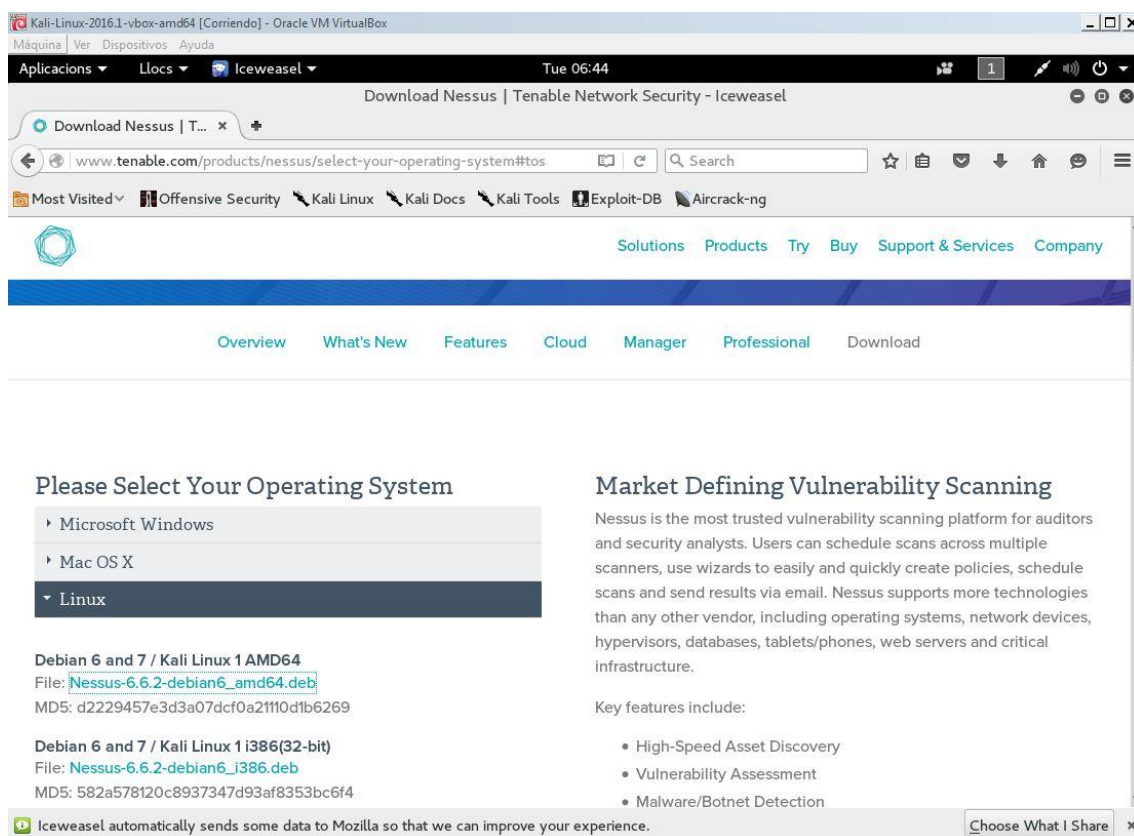 Kali-Linux-2016.1-vbox-amd64 [Corriendo] - Oracle VM VirtualBox
Máquina Ver Dispositivos Ayuda
Aplicacions Llocs Iceweasel Tue 06:44 1
Download Nessus | Tenable Network Security - Iceweasel
Download Nessus | T...
www.tenable.com/products/nessus/select-your-operating-system#tos Search
Most Visited Offensive Security Kali Linux Kali Docs Kali Tools Exploit-DB Aircrack-ng
Solutions Products Try Buy Support & Services Company
Overview What's New Features Cloud Manager Professional Download
Please Select Your Operating System
Microsoft Windows
Mac OS X
Linux
Debian 6 and 7 / Kali Linux 1 AMD64
File: Nessus-6.6.2-debian6_amd64.deb
MD5: d2229457e3d3a07dcf0a21110d1b6269
Debian 6 and 7 / Kali Linux 1 i386(32-bit)
File: Nessus-6.6.2-debian6_i386.deb
MD5: 582a578120c8937347d93af8353bc6f4
Market Defining Vulnerability Scanning
Nessus is the most trusted vulnerability scanning platform for auditors
and security analysts. Users can schedule scans across multiple
scanners, use wizards to easily and quickly create policies, schedule
scans and send results via email. Nessus supports more technologies
than any other vendor, including operating systems, network devices,
hypervisors, databases, tablets/phones, web servers and critical
infrastructure.
Key features include:
• High-Speed Asset Discovery
• Vulnerability Assessment
• Malware/Botnet Detection
Iceweasel automatically sends some data to Mozilla so that we can improve your experience. Choose What I Share